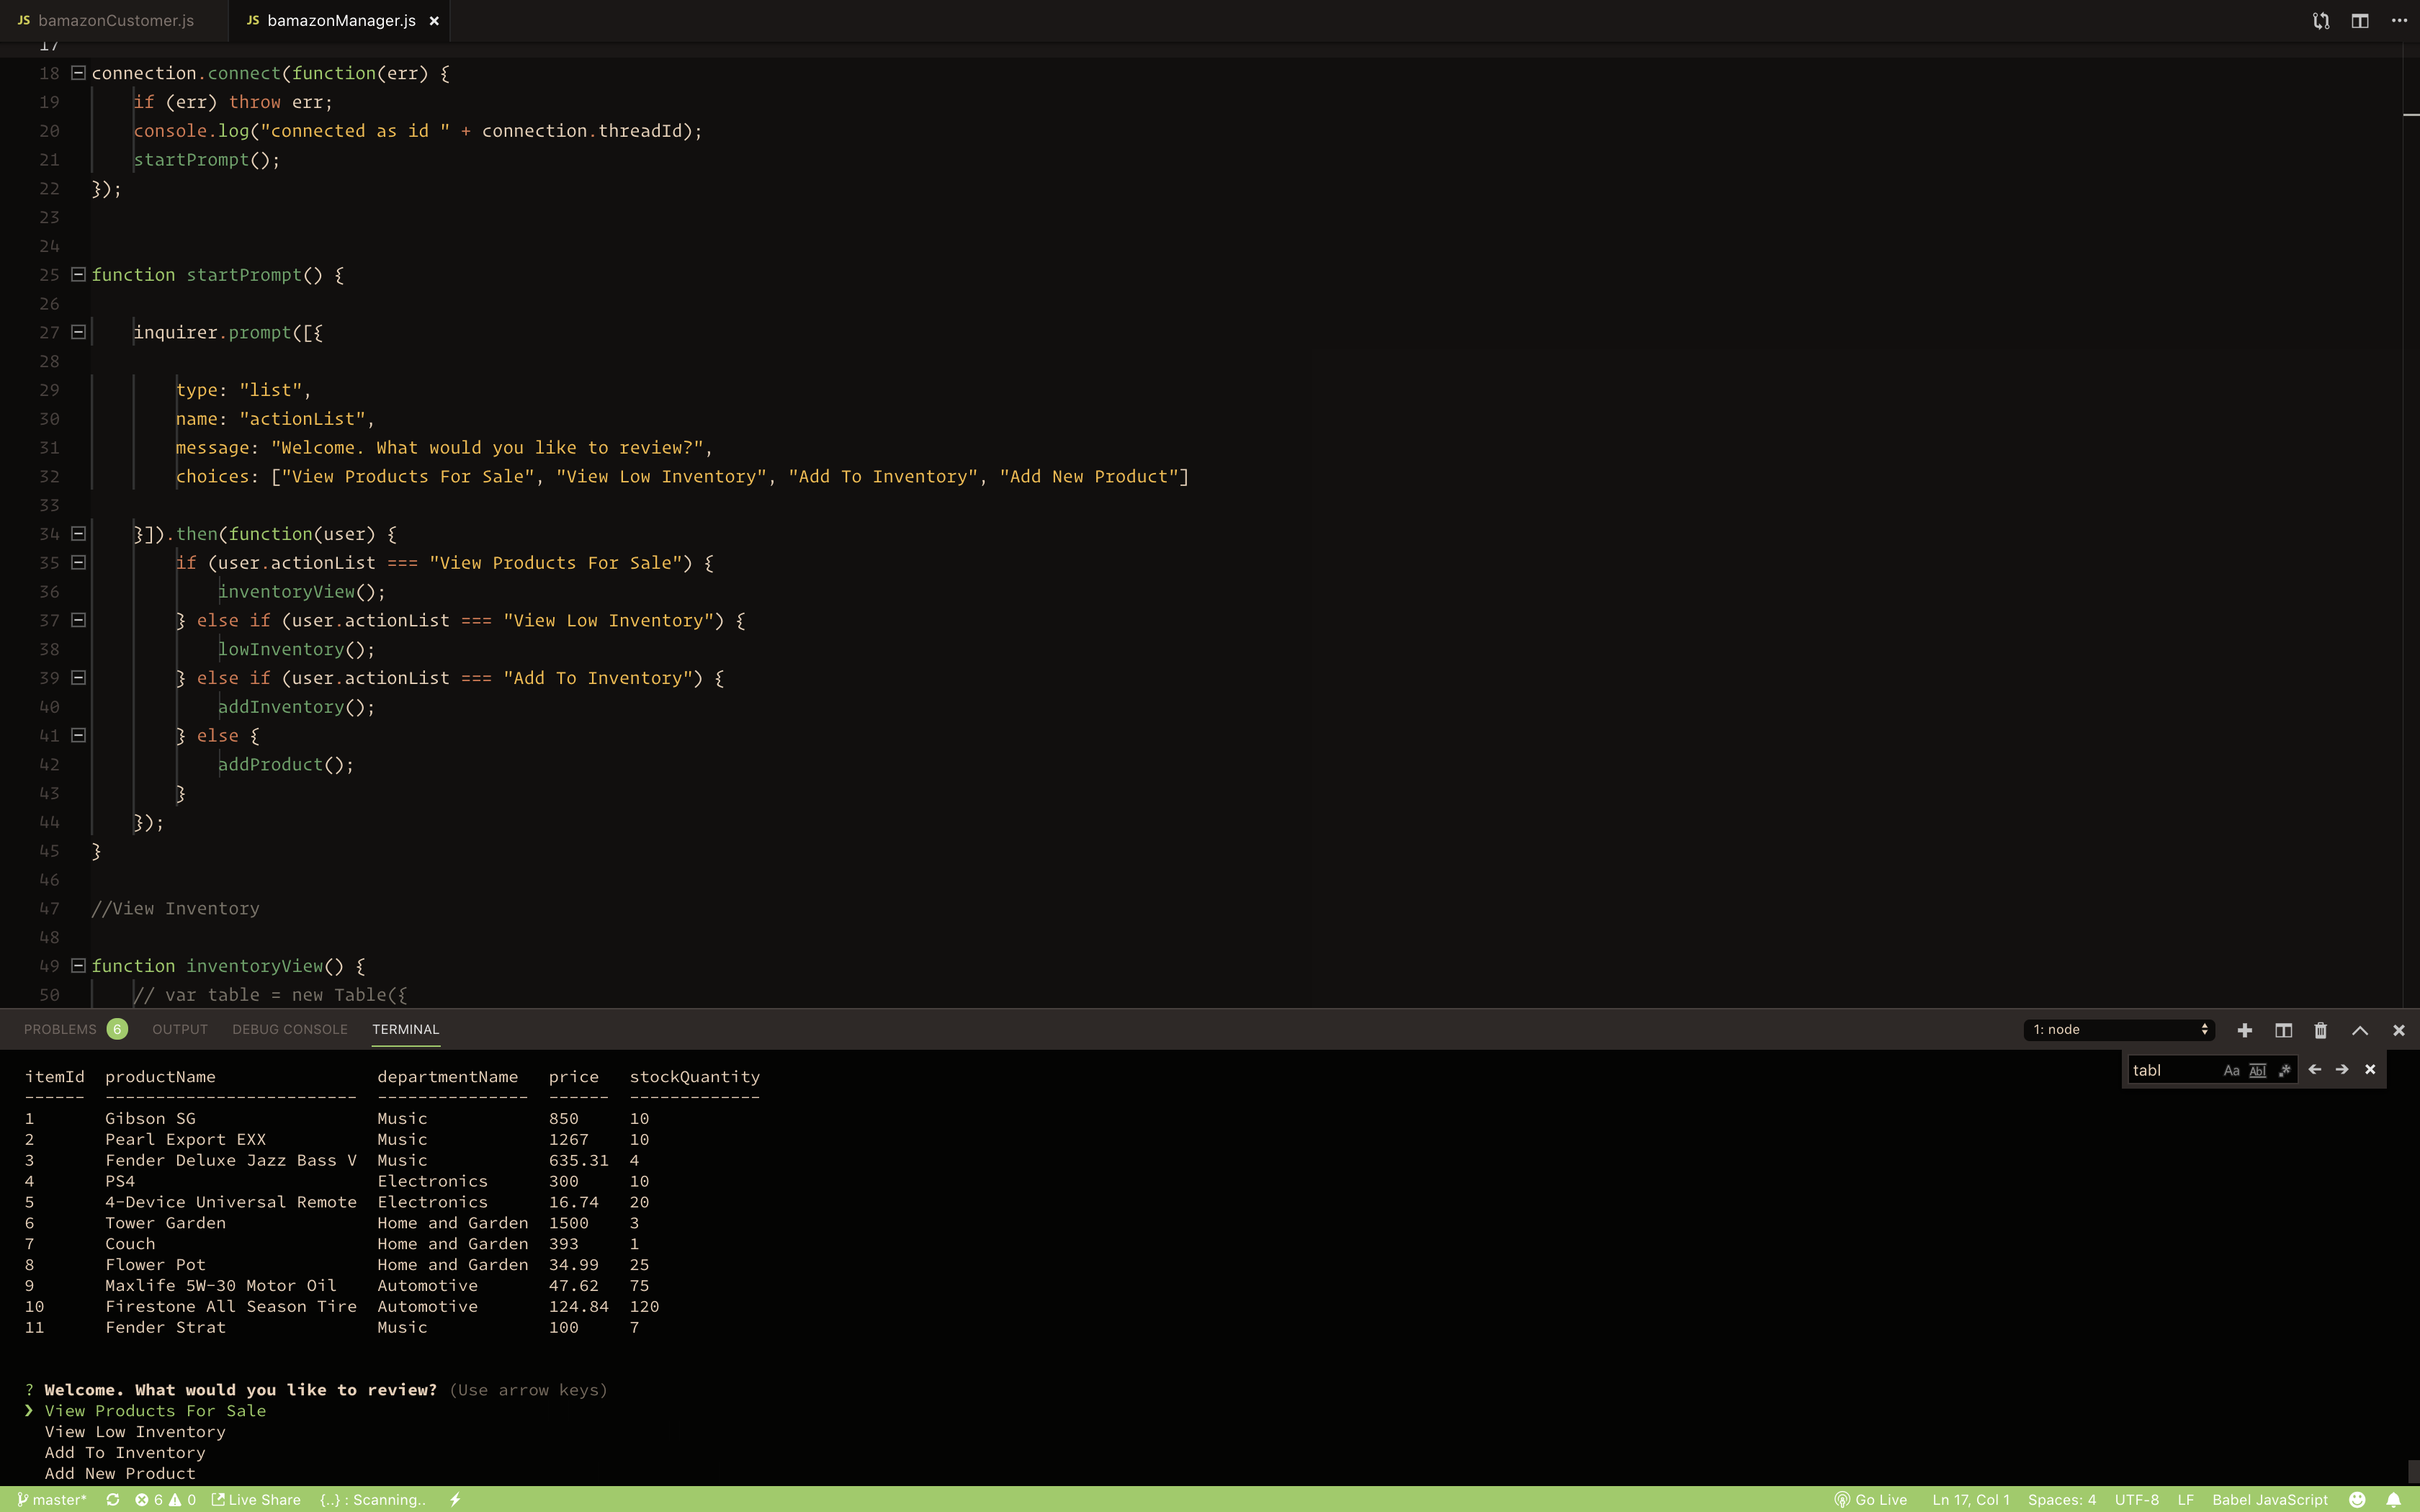 JS bamazonCustomer.js JS bamazonManager.js ×
17
18 connection.connect(function(err) {
19     if (err) throw err;
20     console.log("connected as id " + connection.threadId);
21     startPrompt();
22 });
23
24
25 function startPrompt() {
26
27     inquirer.prompt([{
28
29         type: "list",
30         name: "actionList",
31         message: "Welcome. What would you like to review?",
32         choices: ["View Products For Sale", "View Low Inventory", "Add To Inventory", "Add New Product"]
33
34     }]).then(function(user) {
35         if (user.actionList === "View Products For Sale") {
36             inventoryView();
37         } else if (user.actionList === "View Low Inventory") {
38             lowInventory();
39         } else if (user.actionList === "Add To Inventory") {
40             addInventory();
41         } else {
42             addProduct();
43         }
44     });
45 }
46
47 //View Inventory
48
49 function inventoryView() {
50     // var table = new Table({
PROBLEMS 6 OUTPUT DEBUG CONSOLE TERMINAL 1: node
tabl Aa Abl .*
itemId  productName                departmentName   price   stockQuantity
------  -------------------------  ---------------  ------  -------------
1       Gibson SG                  Music            850     10
2       Pearl Export EXX           Music            1267    10
3       Fender Deluxe Jazz Bass V  Music            635.31  4
4       PS4                        Electronics      300     10
5       4-Device Universal Remote  Electronics      16.74   20
6       Tower Garden               Home and Garden  1500    3
7       Couch                      Home and Garden  393     1
8       Flower Pot                 Home and Garden  34.99   25
9       Maxlife 5W-30 Motor Oil    Automotive       47.62   75
10      Firestone All Season Tire  Automotive       124.84  120
11      Fender Strat               Music            100     7
? Welcome. What would you like to review? (Use arrow keys)
❯ View Products For Sale
  View Low Inventory
  Add To Inventory
  Add New Product
master* 6 0 Live Share {..} : Scanning.. Go Live Ln 17, Col 1 Spaces: 4 UTF-8 LF Babel JavaScript